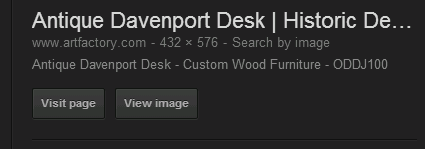 Antique Davenport Desk | Historic De...
www.artfactory.com - 432 × 576 - Search by image
Antique Davenport Desk - Custom Wood Furniture - ODDJ100
Visit page View image